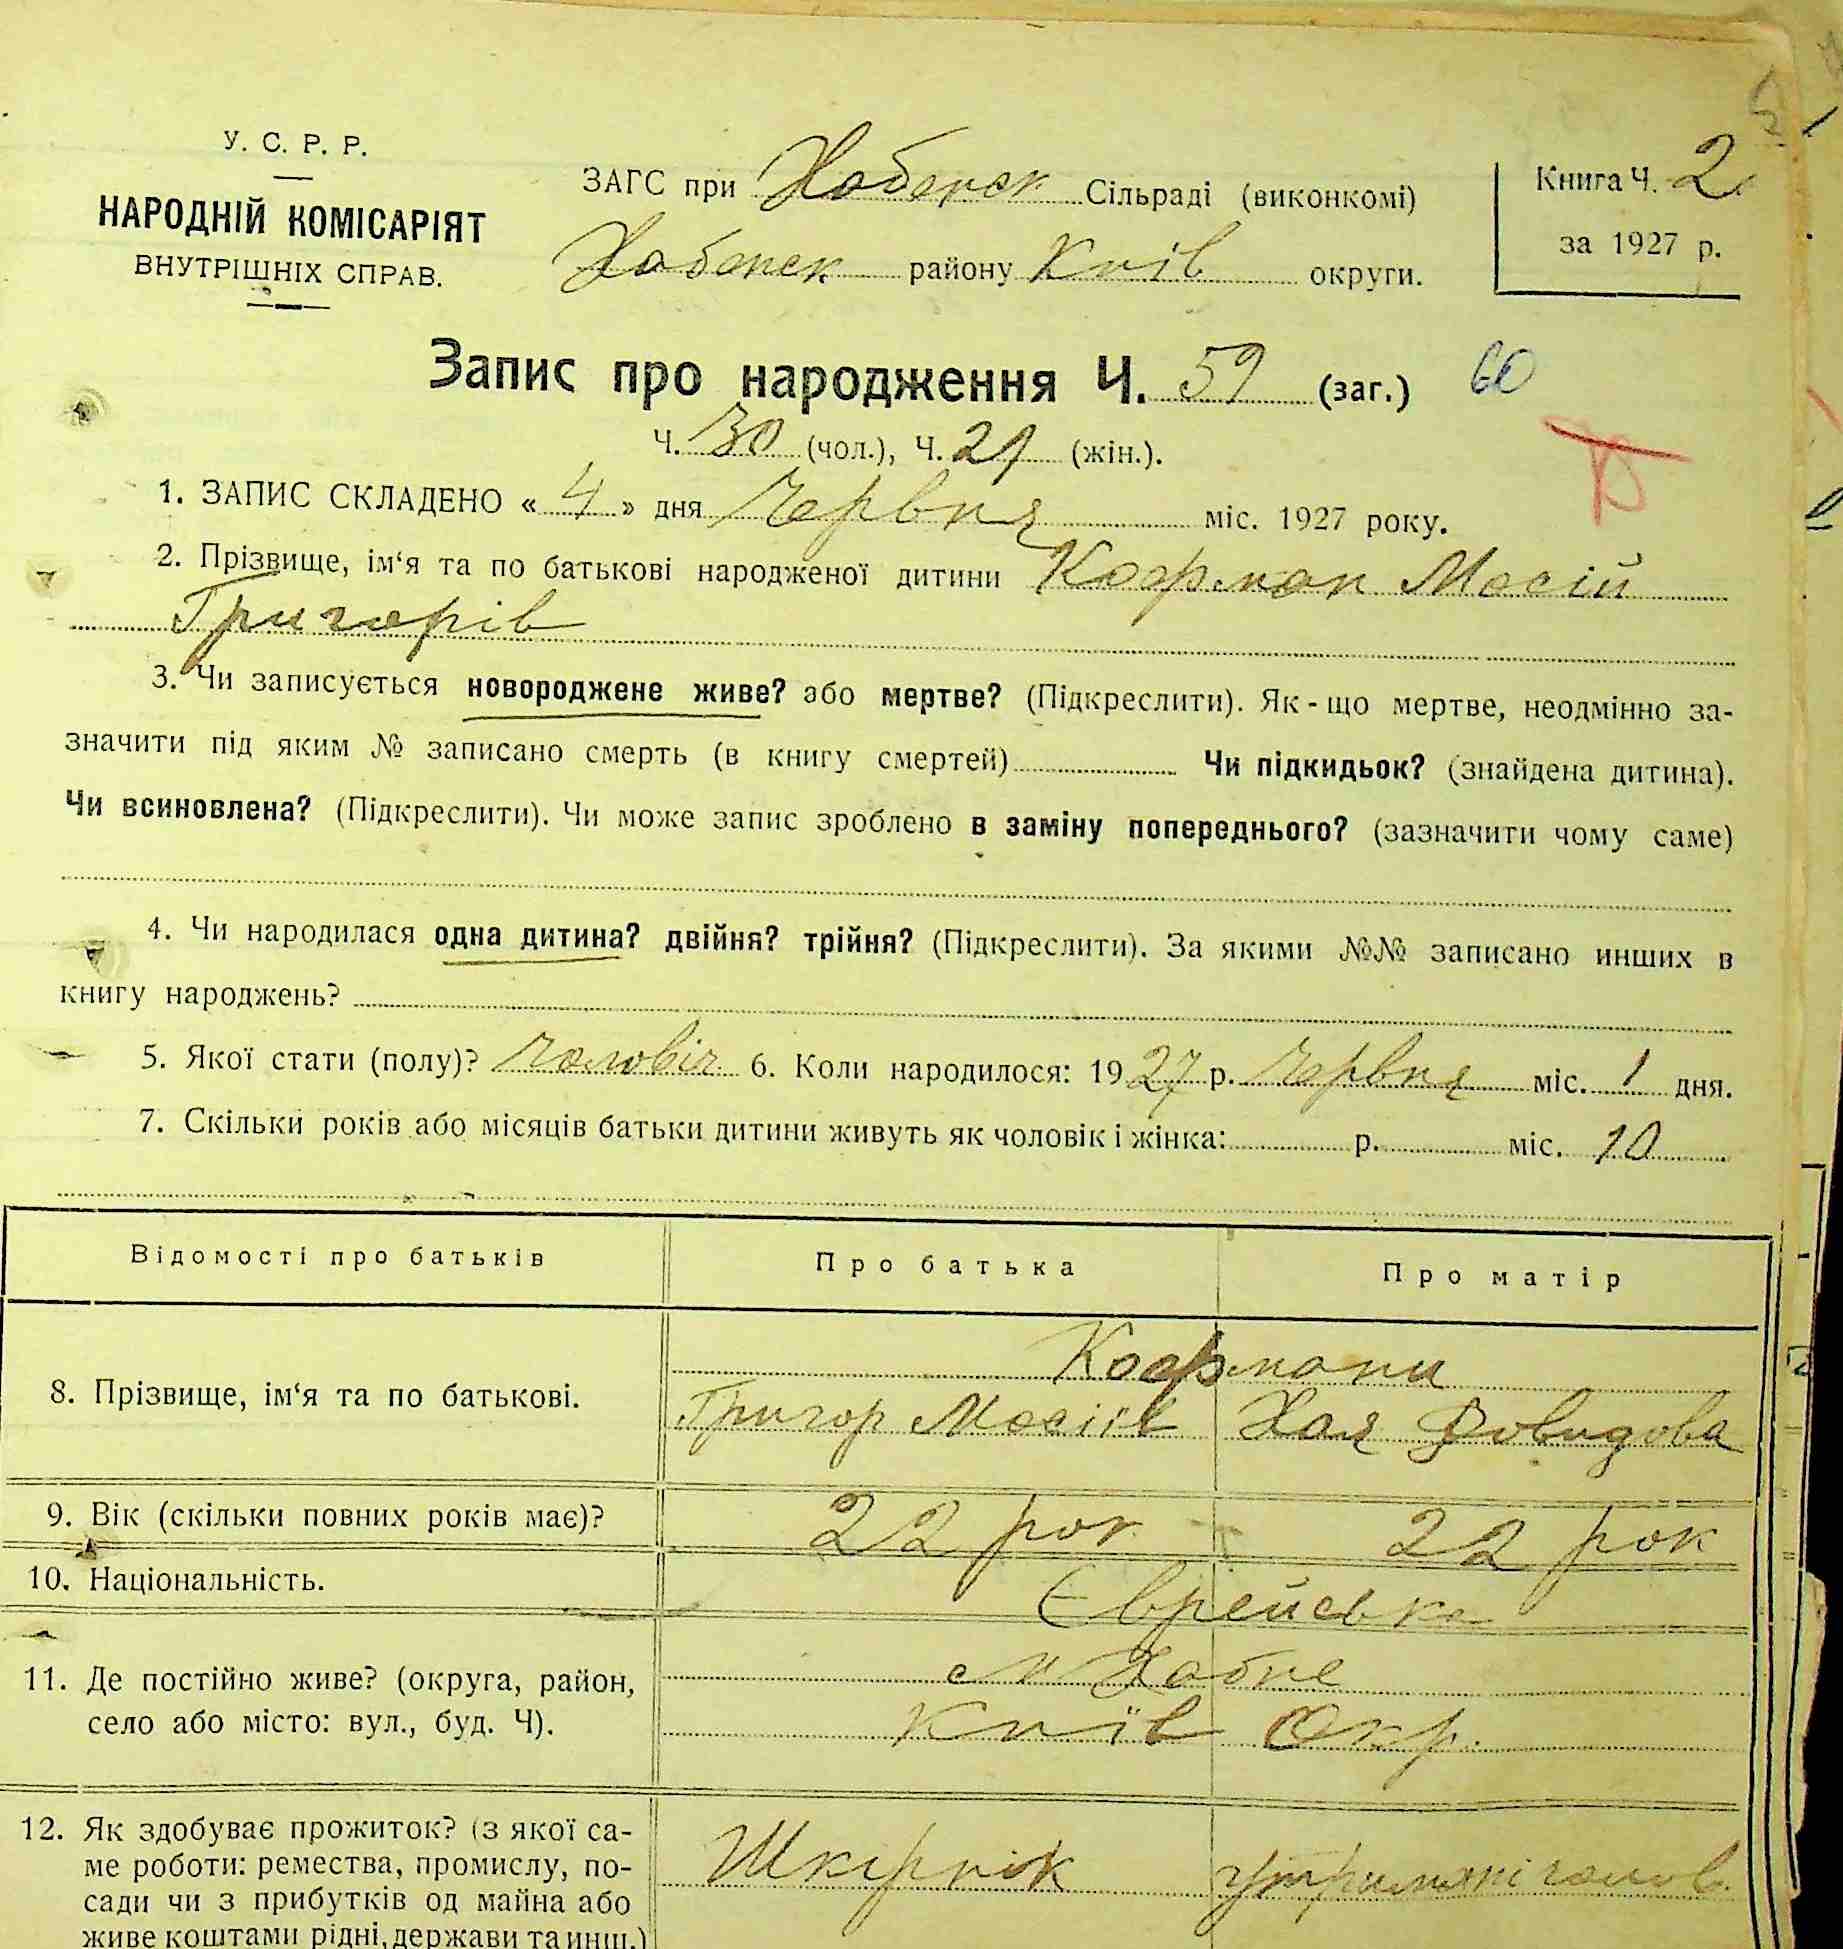 У. С. Р. Р.
НАРОДНІЙ КОМІСАРІЯТ
ВНУТРІШНІХ СПРАВ.
ЗАГС при Хабенск Сільраді (виконкомі)
Хабенск району Київ округи.
Книга Ч. 2
за 1927 р.
Запис про народження Ч. 59 (заг.) 60
Ч. 30 (чол.), Ч. 29 (жін.).
1. ЗАПИС СКЛАДЕНО « 4 » дня Червня міс. 1927 року.
2. Прізвище, ім‘я та по батькові народженої дитини Кофман Мосій
Григорів
3. Чи записується новороджене живе? або мертве? (Підкреслити). Як-що мертве, неодмінно за-
значити під яким № записано смерть (в книгу смертей) Чи підкидьок? (знайдена дитина).
Чи всиновлена? (Підкреслити). Чи може запис зроблено в заміну попереднього? (зазначити чому саме)
4. Чи народилася одна дитина? двійня? трійня? (Підкреслити). За якими №№ записано инших в
книгу народжень?
5. Якої стати (полу)? Чоловіч 6. Коли народилося: 1927 р. Червня міс. 1 дня.
7. Скільки років або місяців батьки дитини живуть як чоловік і жінка: р. міс. 10
Відомості про батьків Про батька Про матір
8. Прізвище, ім‘я та по батькові. Кофмани
Григор Мосіїв Хая Довидова
9. Вік (скільки повних років має)? 22 рок 22 рок
10. Національність. Єврейська
11. Де постійно живе? (округа, район,
село або місто: вул., буд. Ч).
м Хабне
Київ Окр.
12. Як здобуває прожиток? (з якої са-
ме роботи: ремества, промислу, по-
сади чи з прибутків од майна або
живе коштами рідні, держави та инш.)
Шкірнік чолов.